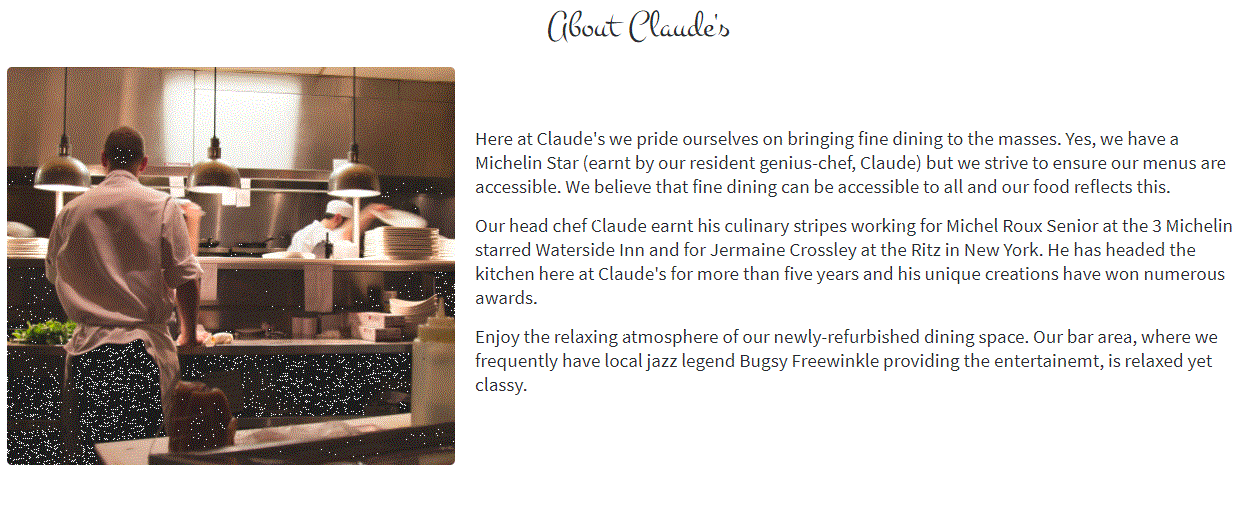 About Claude's
Here at Claude's we pride ourselves on bringing fine dining to the masses. Yes, we have a
Michelin Star (earnt by our resident genius-chef, Claude) but we strive to ensure our menus are
accessible. We believe that fine dining can be accessible to all and our food reflects this.
Our head chef Claude earnt his culinary stripes working for Michel Roux Senior at the 3 Michelin
starred Waterside Inn and for Jermaine Crossley at the Ritz in New York. He has headed the
kitchen here at Claude's for more than five years and his unique creations have won numerous
awards.
Enjoy the relaxing atmosphere of our newly-refurbished dining space. Our bar area, where we
frequently have local jazz legend Bugsy Freewinkle providing the entertainemt, is relaxed yet
classy.